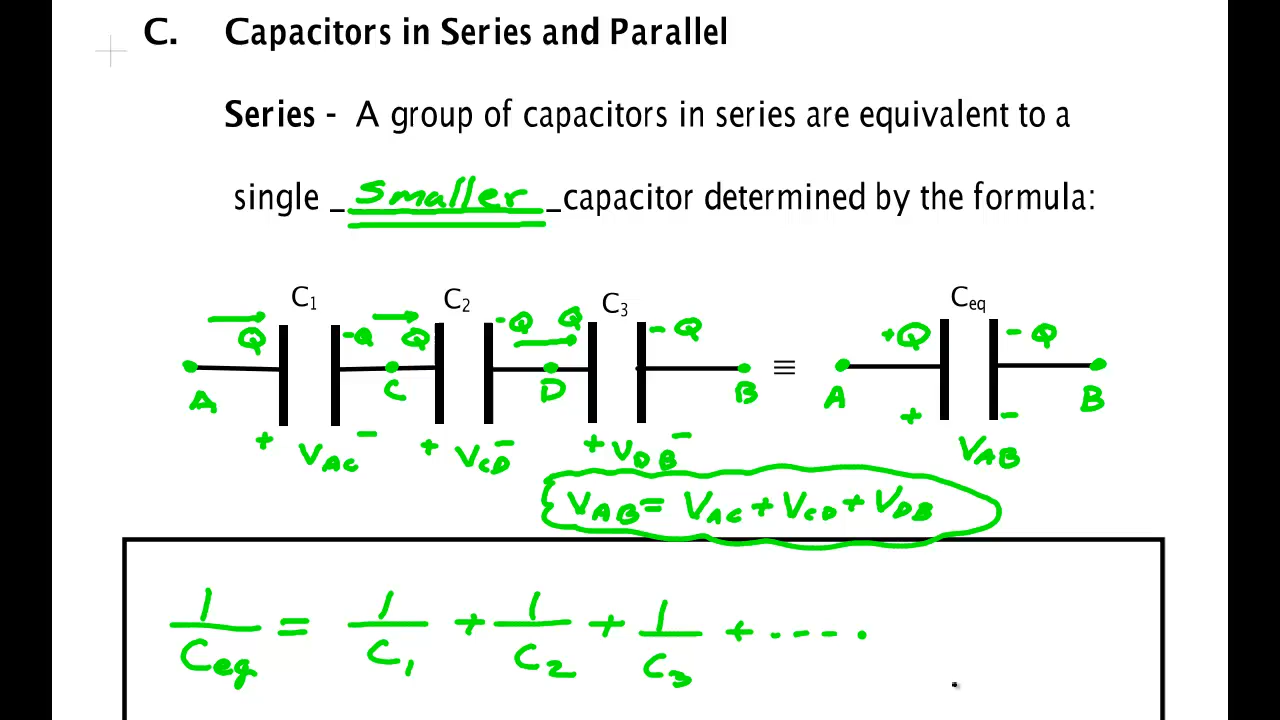 C. Capacitors in Series and Parallel
Series - A group of capacitors in series are equivalent to a
single _smaller_capacitor determined by the formula:
C₁ C₂ C₃ Ceq
Q -Q Q -Q Q -Q +Q -Q
A C D B ≡ A B
+ VAC - + VCD - + VDB - + VAB -
VAB = VAC + VCD + VDB
1/Ceq = 1/C₁ + 1/C₂ + 1/C₃ + ----.